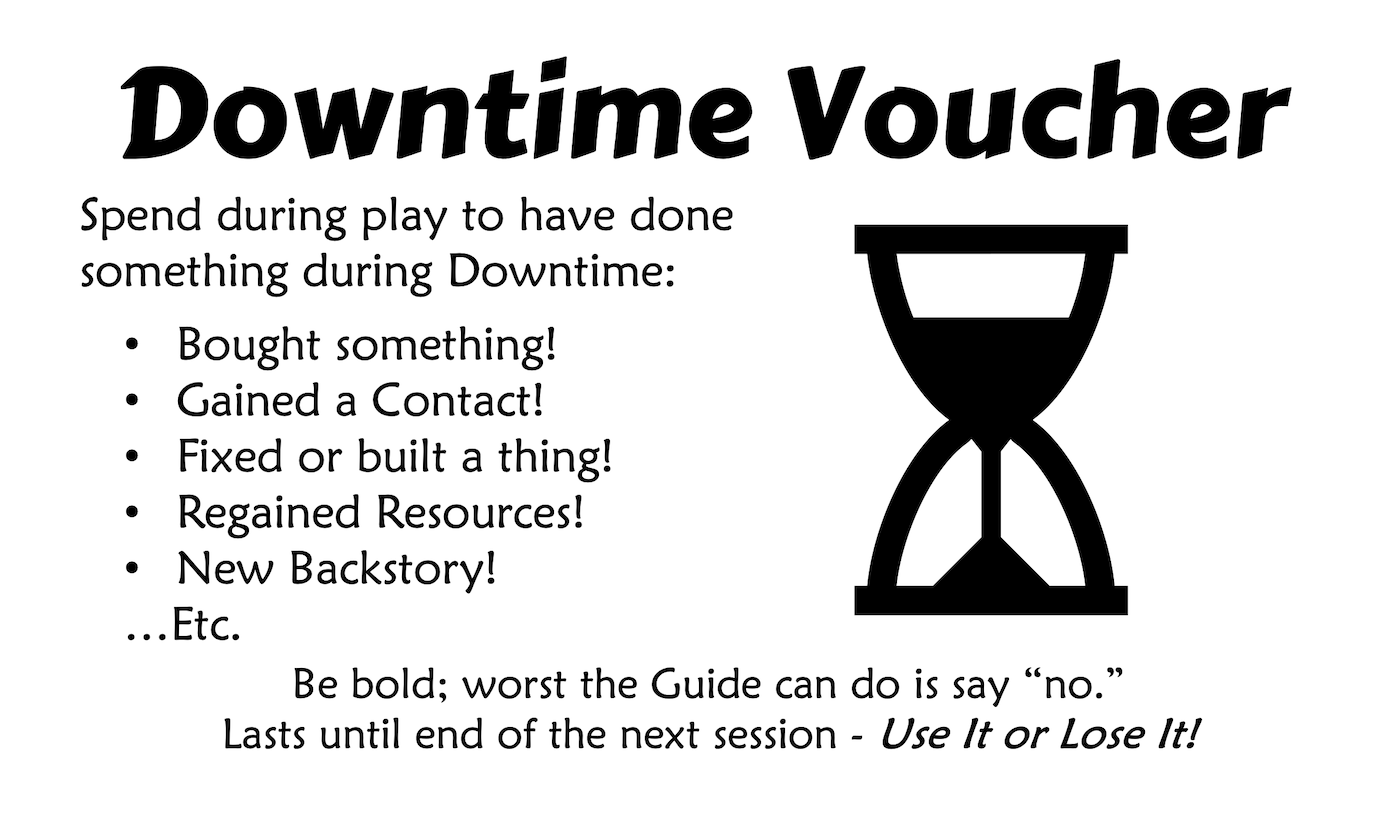 Downtime Voucher
Spend during play to have done
something during Downtime:
• Bought something!
• Gained a Contact!
• Fixed or built a thing!
• Regained Resources!
• New Backstory!
…Etc.
Be bold; worst the Guide can do is say “no.”
Lasts until end of the next session - Use It or Lose It!